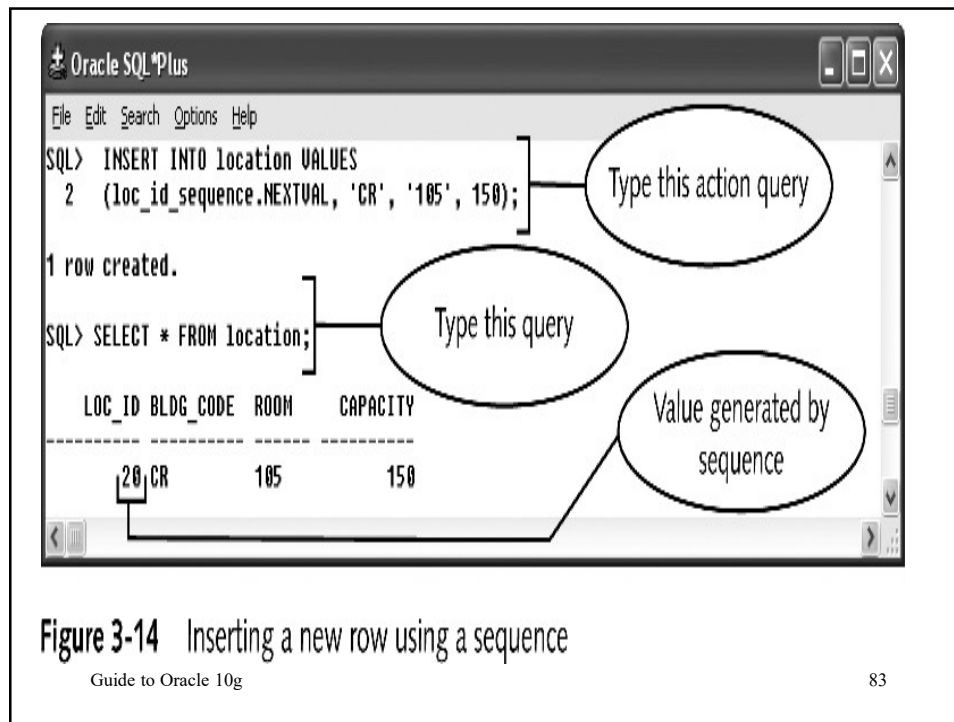 Oracle SQL*Plus
File Edit Search Options Help
SQL> INSERT INTO location VALUES
2 (loc_id_sequence.NEXTVAL, 'CR', '105', 150);
Type this action query
1 row created.
SQL> SELECT * FROM location;
Type this query
LOC_ID BLDG_CODE ROOM CAPACITY
---------- ---------- ------ ----------
20 CR 105 150
Value generated by
sequence
Figure 3-14 Inserting a new row using a sequence
Guide to Oracle 10g 83